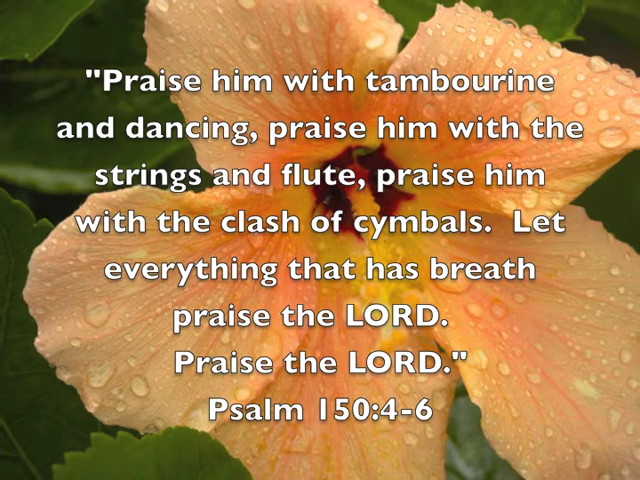 "Praise him with tambourine
and dancing, praise him with the
strings and flute, praise him
with the clash of cymbals.  Let
everything that has breath
praise the LORD.
Praise the LORD."
Psalm 150:4-6